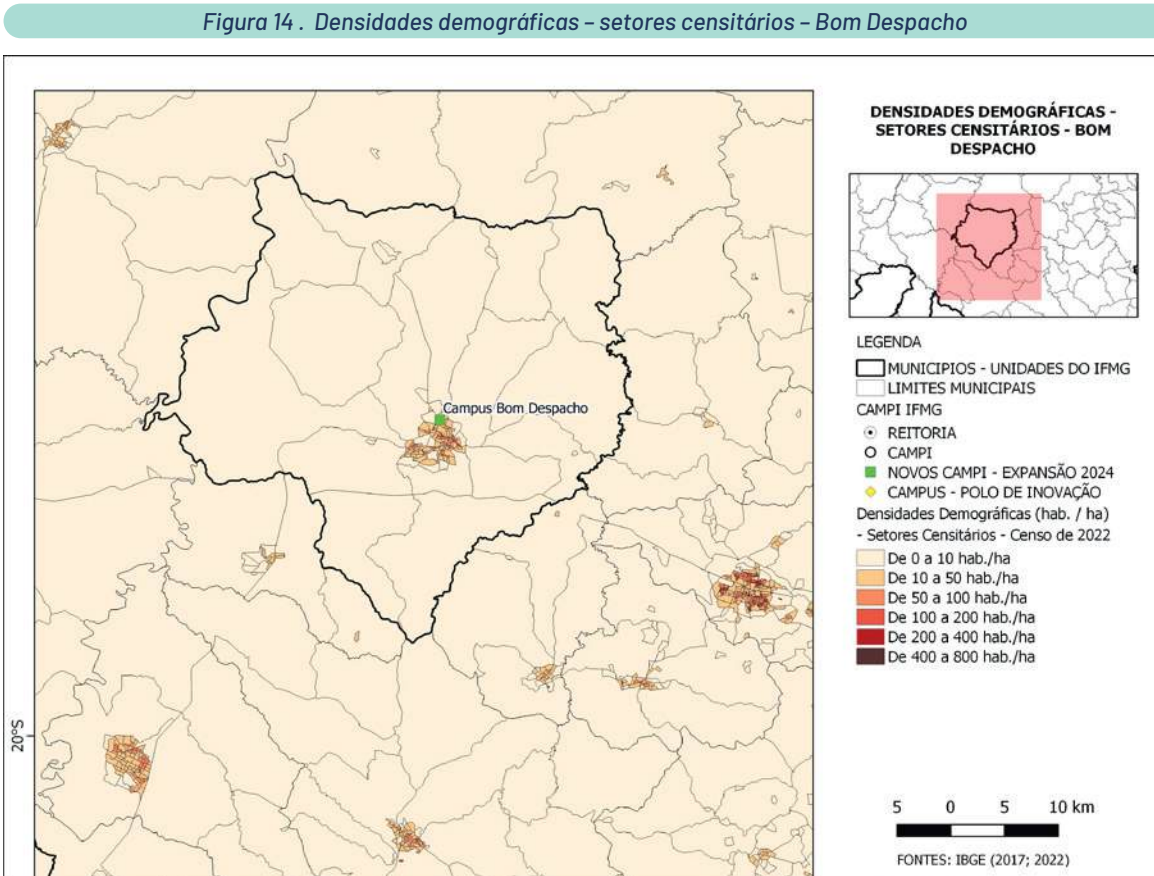 Figura 14 . Densidades demográficas – setores censitários – Bom Despacho
DENSIDADES DEMOGRÁFICAS -
SETORES CENSITÁRIOS - BOM
DESPACHO
Campus Bom Despacho
20°S
LEGENDA
MUNICIPIOS - UNIDADES DO IFMG
LIMITES MUNICIPAIS
CAMPI IFMG
REITORIA
CAMPI
NOVOS CAMPI - EXPANSÃO 2024
CAMPUS - POLO DE INOVAÇÃO
Densidades Demográficas (hab. / ha)
- Setores Censitários - Censo de 2022
De 0 a 10 hab./ha
De 10 a 50 hab./ha
De 50 a 100 hab./ha
De 100 a 200 hab./ha
De 200 a 400 hab./ha
De 400 a 800 hab./ha
5 0 5 10 km
FONTES: IBGE (2017; 2022)